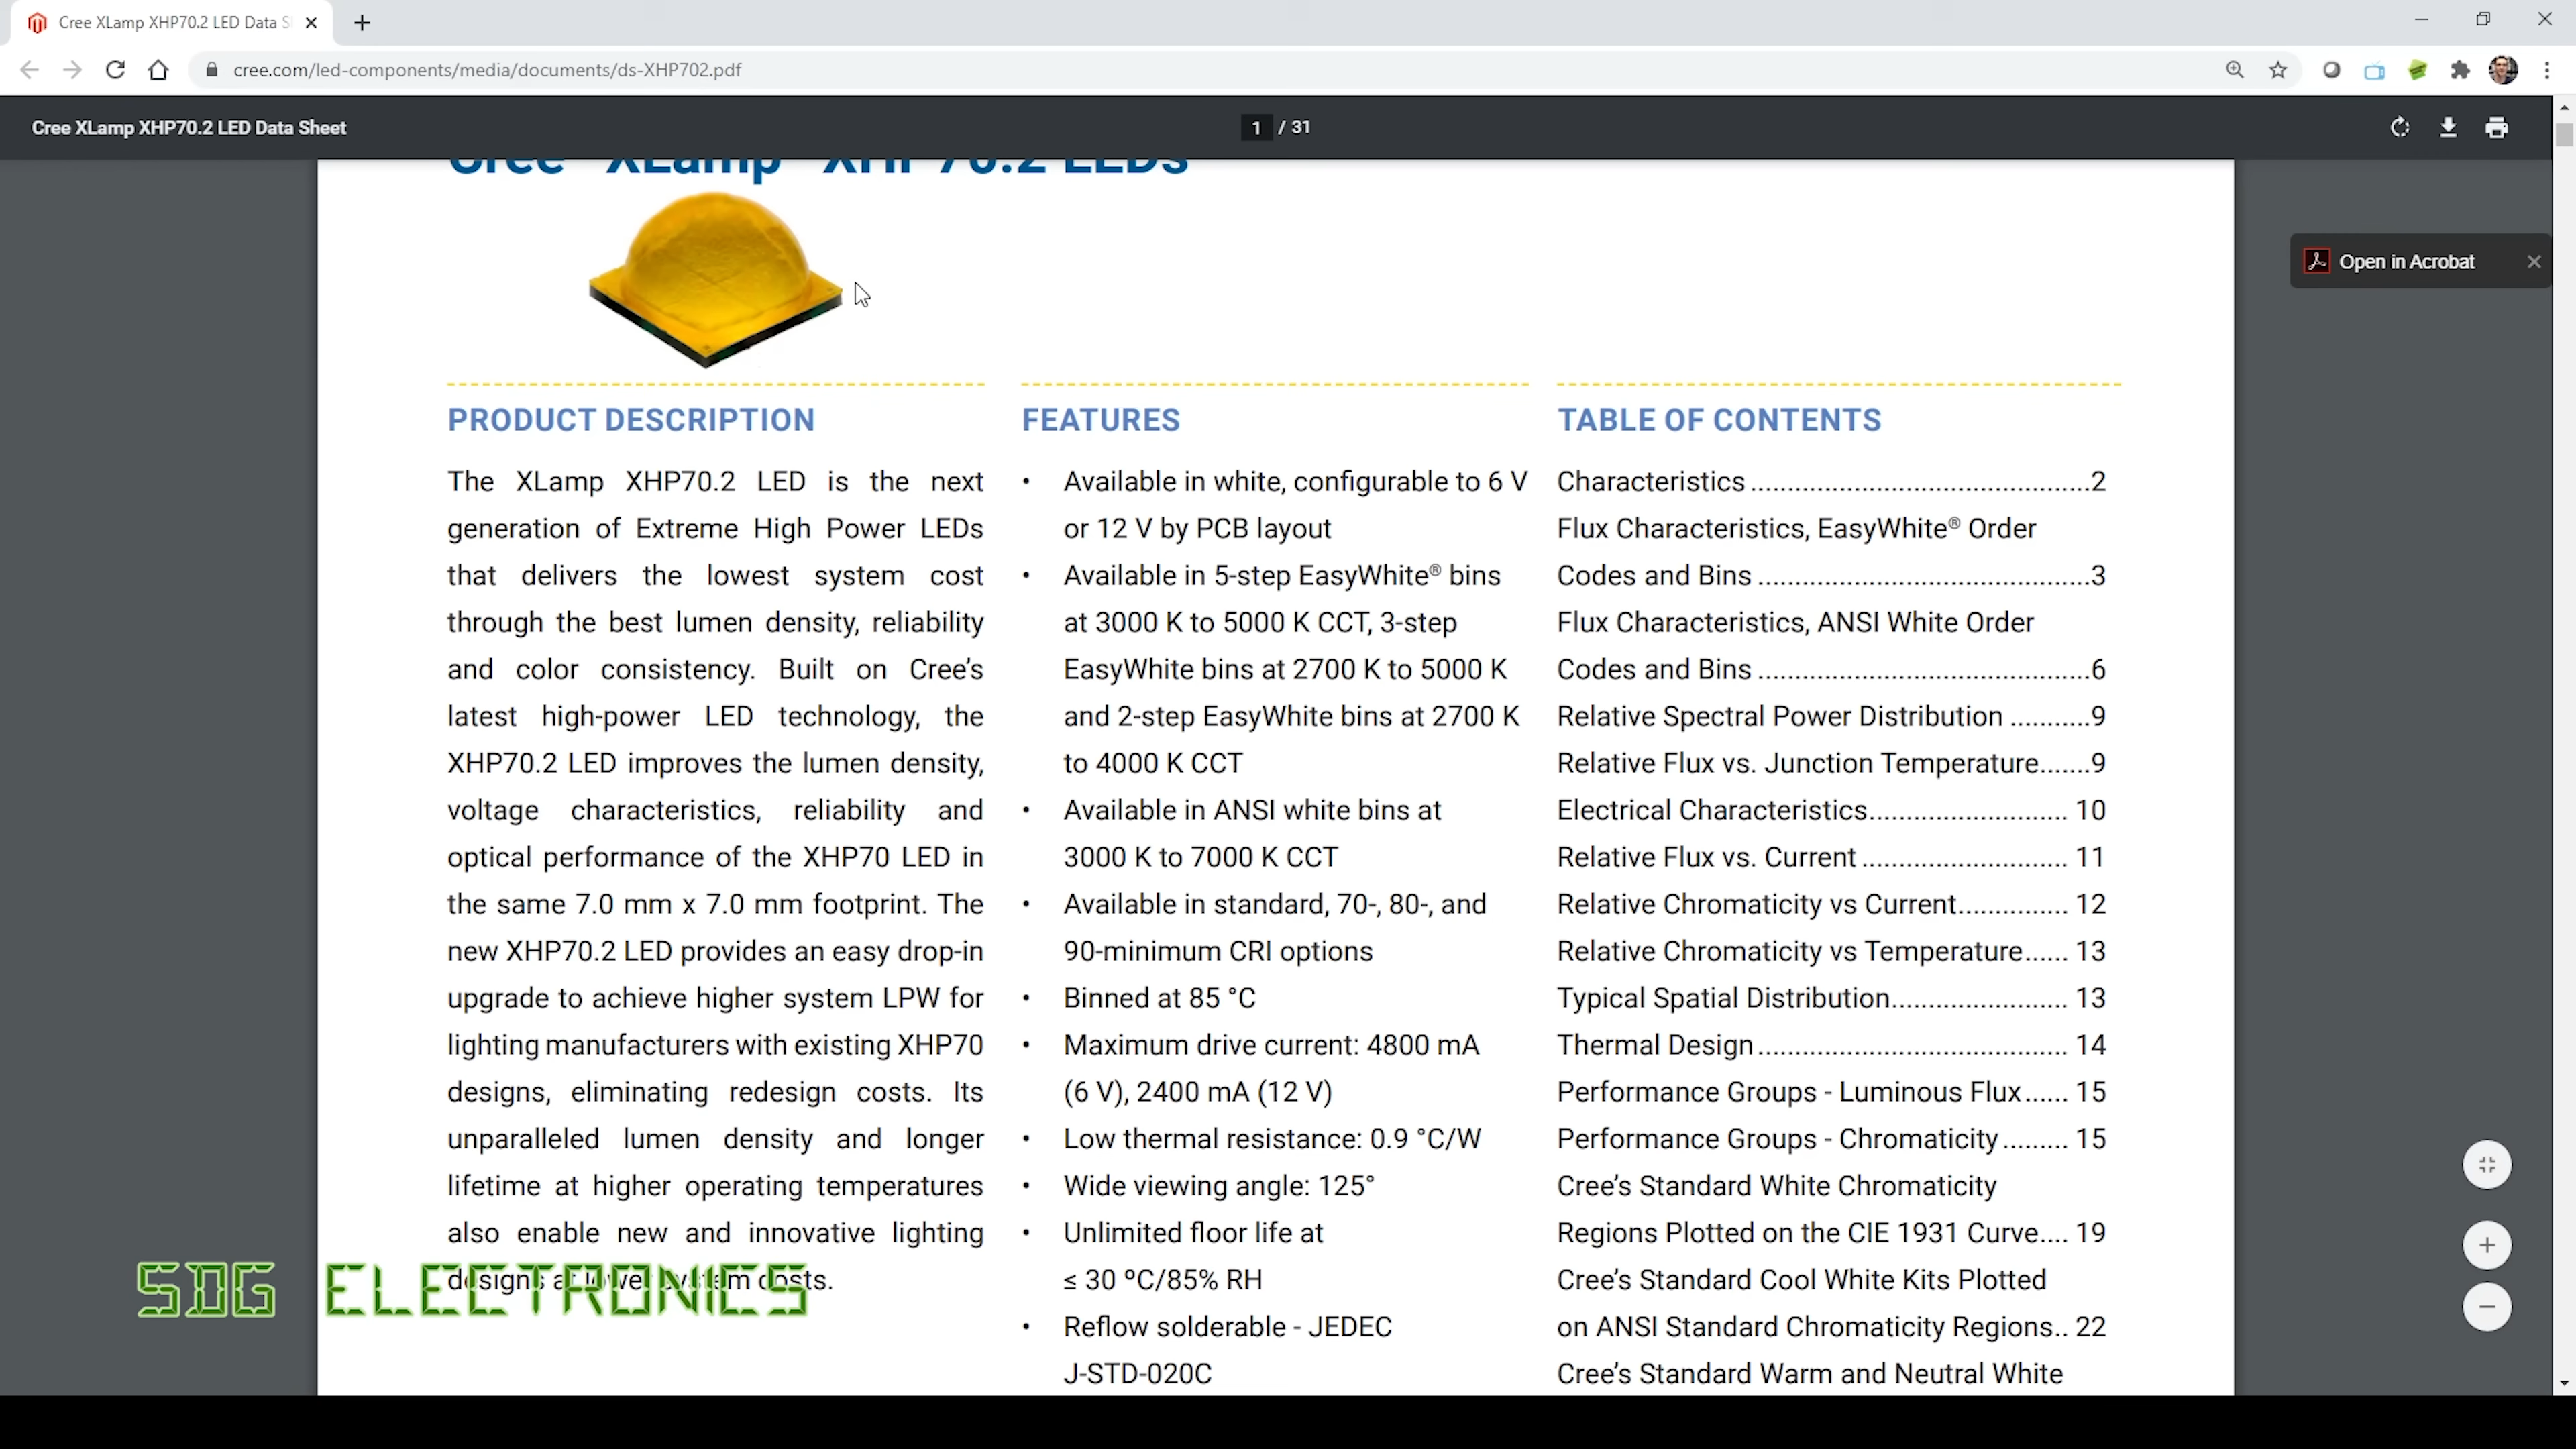 Cree XLamp XHP70.2 LED Data S
cree.com/led-components/media/documents/ds-XHP702.pdf
Cree XLamp XHP70.2 LED Data Sheet
1 / 31
Open in Acrobat
Cree XLamp XHP70.2 LEDs
PRODUCT DESCRIPTION
The XLamp XHP70.2 LED is the next
generation of Extreme High Power LEDs
that delivers the lowest system cost
through the best lumen density, reliability
and color consistency. Built on Cree’s
latest high-power LED technology, the
XHP70.2 LED improves the lumen density,
voltage characteristics, reliability and
optical performance of the XHP70 LED in
the same 7.0 mm x 7.0 mm footprint. The
new XHP70.2 LED provides an easy drop-in
upgrade to achieve higher system LPW for
lighting manufacturers with existing XHP70
designs, eliminating redesign costs. Its
unparalleled lumen density and longer
lifetime at higher operating temperatures
also enable new and innovative lighting
designs at lower system costs.
FEATURES
• Available in white, configurable to 6 V
or 12 V by PCB layout
• Available in 5-step EasyWhite® bins
at 3000 K to 5000 K CCT, 3-step
EasyWhite bins at 2700 K to 5000 K
and 2-step EasyWhite bins at 2700 K
to 4000 K CCT
• Available in ANSI white bins at
3000 K to 7000 K CCT
• Available in standard, 70-, 80-, and
90-minimum CRI options
• Binned at 85 °C
• Maximum drive current: 4800 mA
(6 V), 2400 mA (12 V)
• Low thermal resistance: 0.9 °C/W
• Wide viewing angle: 125°
• Unlimited floor life at
≤ 30 ºC/85% RH
• Reflow solderable - JEDEC
J-STD-020C
TABLE OF CONTENTS
Characteristics ............................................... 2
Flux Characteristics, EasyWhite® Order
Codes and Bins .............................................. 3
Flux Characteristics, ANSI White Order
Codes and Bins .............................................. 6
Relative Spectral Power Distribution ........... 9
Relative Flux vs. Junction Temperature....... 9
Electrical Characteristics........................... 10
Relative Flux vs. Current ............................ 11
Relative Chromaticity vs Current............... 12
Relative Chromaticity vs Temperature...... 13
Typical Spatial Distribution........................ 13
Thermal Design........................................... 14
Performance Groups - Luminous Flux...... 15
Performance Groups - Chromaticity ......... 15
Cree’s Standard White Chromaticity
Regions Plotted on the CIE 1931 Curve.... 19
Cree’s Standard Cool White Kits Plotted
on ANSI Standard Chromaticity Regions.. 22
Cree’s Standard Warm and Neutral White
SDG ELECTRONICS